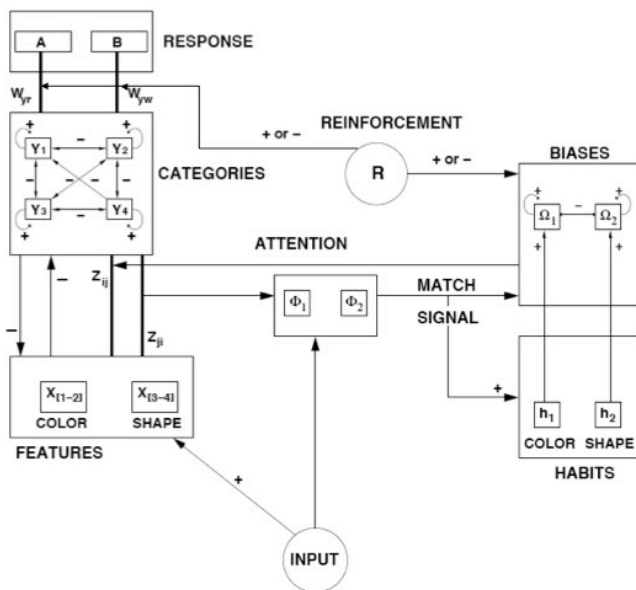 A B RESPONSE
Wyr Wyw
+ or − REINFORCEMENT
R
+ or −
BIASES
+ + − + +
Y1 − Y2
− − − −
Y3 − Y4
+ +
CATEGORIES
+ − +
Ω1 Ω2
+ +
ATTENTION
Zij
− −
Φ1 Φ2
MATCH
SIGNAL
Zji
+
X[1−2] X[3−4]
COLOR SHAPE
FEATURES
h1 h2
COLOR SHAPE
HABITS
+
INPUT